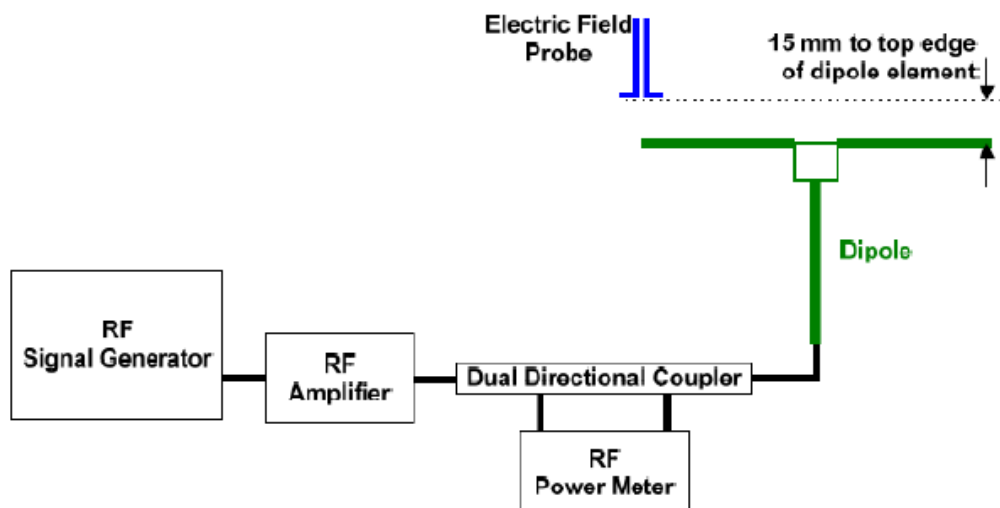 Electric Field
Probe
15 mm to top edge
of dipole element
Dipole
RF
Signal Generator
RF
Amplifier
Dual Directional Coupler
RF
Power Meter